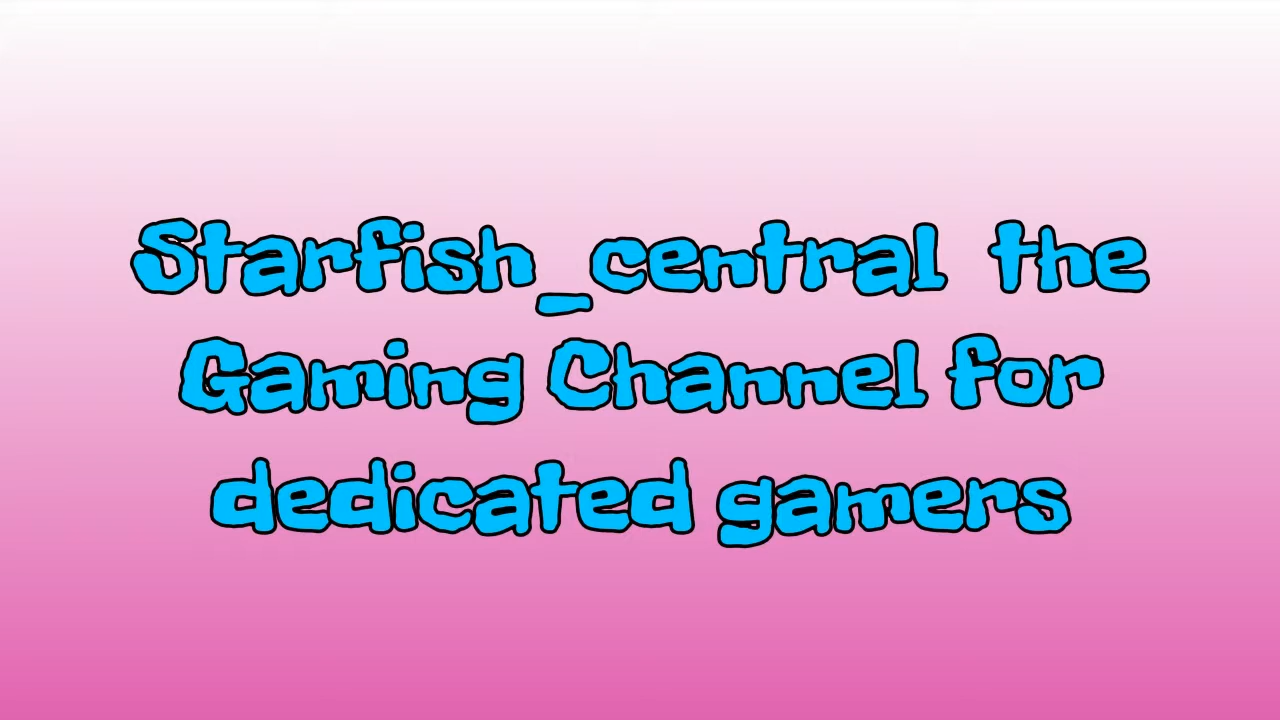 Starfish_central  the
Gaming Channel for
dedicated gamers